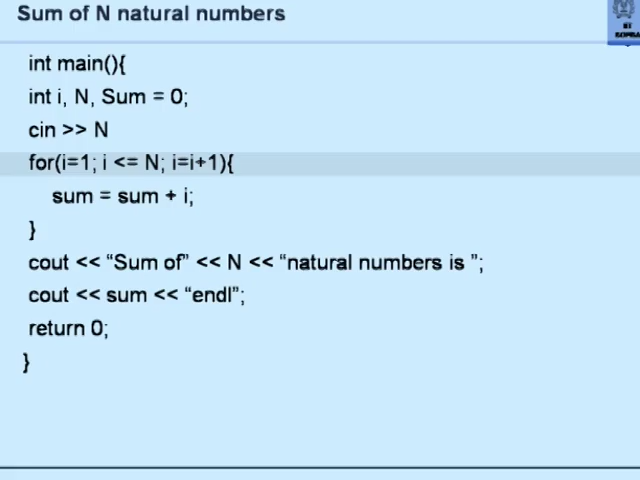 Sum of N natural numbers
int main(){
int i, N, Sum = 0;
cin >> N
for(i=1; i <= N; i=i+1){
sum = sum + i;
}
cout << “Sum of” << N << “natural numbers is ”;
cout << sum << “endl”;
return 0;
}